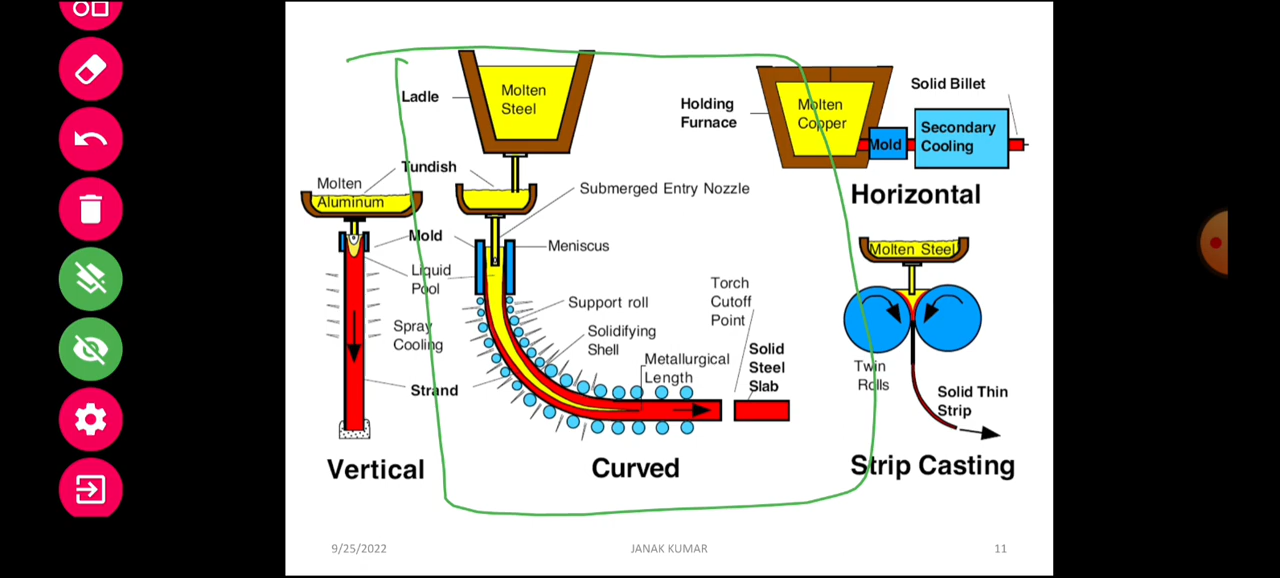 Ladle
Molten
Steel
Tundish
Molten
Aluminum
Submerged Entry Nozzle
Mold
Meniscus
Liquid
Pool
Support roll
Spray
Cooling
Solidifying
Shell
Strand
Metallurgical
Length
Torch
Cutoff
Point
Solid
Steel
Slab
Vertical
Curved
Holding
Furnace
Molten
Copper
Mold
Secondary
Cooling
Solid Billet
Horizontal
Molten Steel
Twin
Rolls
Solid Thin
Strip
Strip Casting
9/25/2022
JANAK KUMAR
11